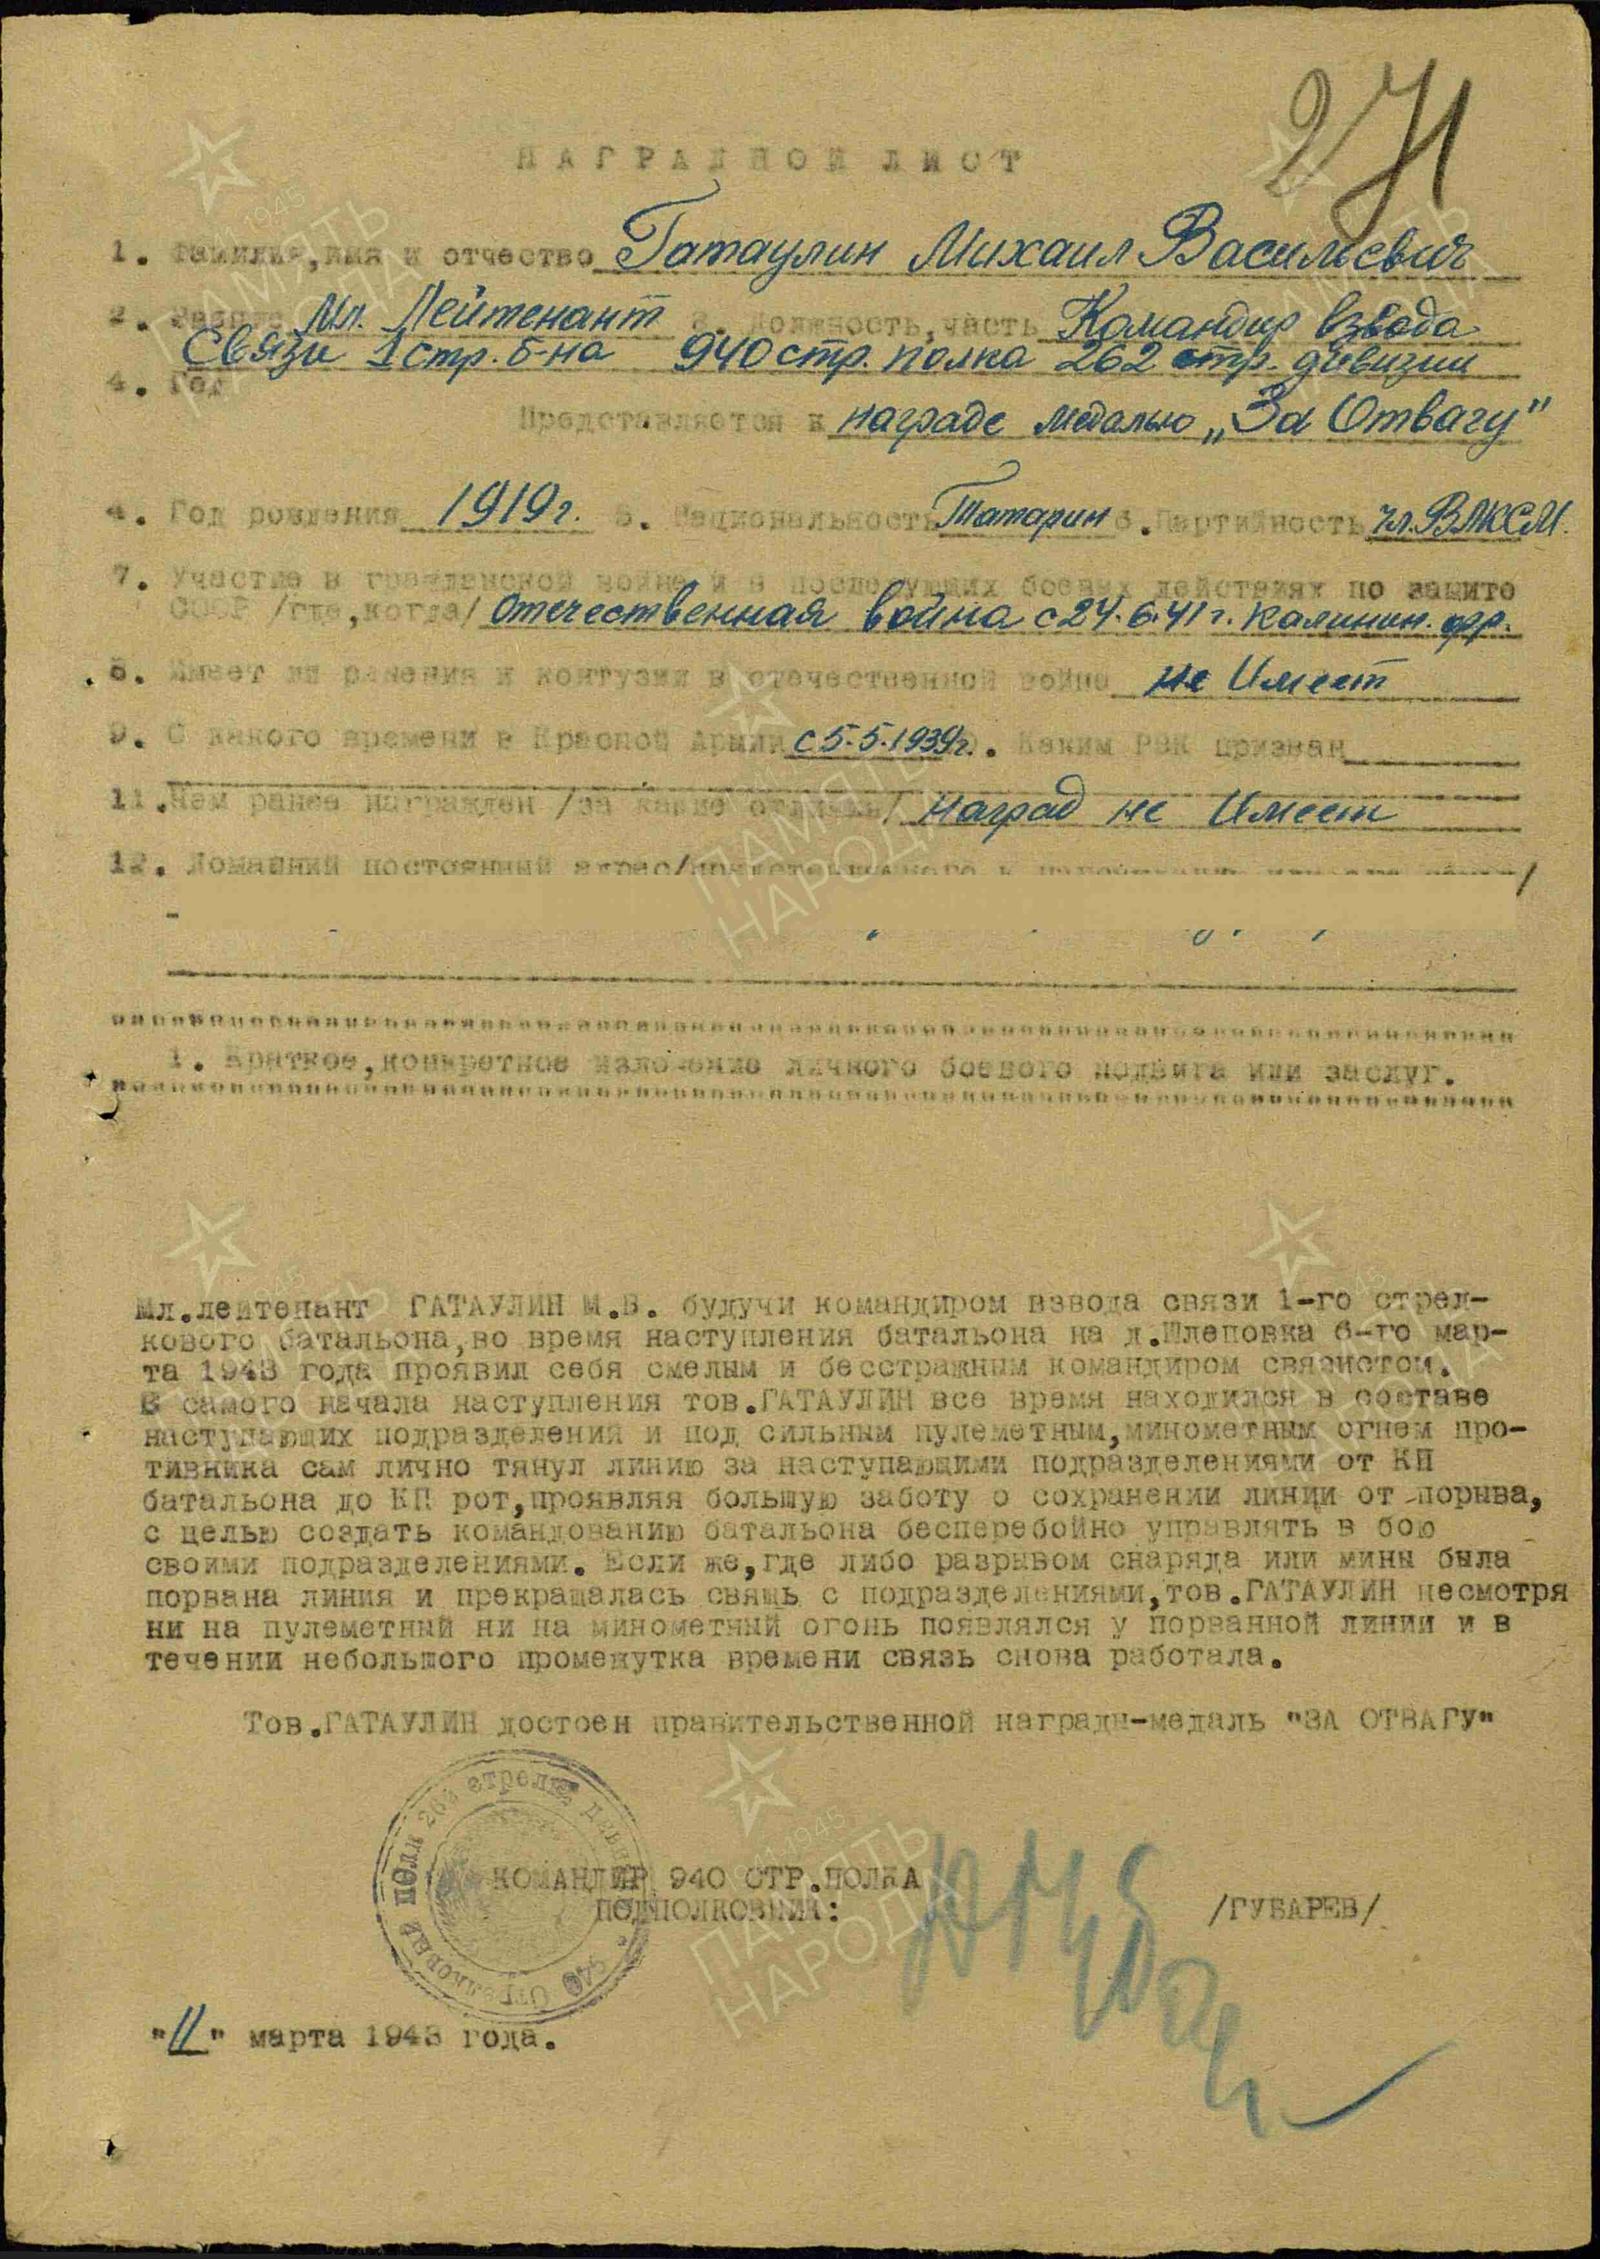 271
НАГРАДНОЙ ЛИСТ
1. Фамилия,имя и отчество Гатаулин Михаил Васильевич
2. Звание Мл. Лейтенант 3. Должность,часть Командир взвода
Связи 1 стр. б-на 940 стр. полка 262 стр. дивизии
4. Год
Представляется к награде медалью „За Отвагу"
4. Год рождения 1919г. 5. Национальность Татарин 6. Партийность чл. ВЛКСМ.
7. Участие в гражданской войне и в последующих боевых действиях по защите
СССР /где,когда/ Отечественная война с 24.6.41г. Калинин. фр.
8. Имеет ли ранения и контузии в отечественной войне не Имеет
9. С какого времени в Красной Армии с 5.5.1939г. . Каким РВК призван
11.Чем ранее награжден /за какие отличия/ Наград не Имеет
12. Домашний постоянный адрес/
1. Краткое,конкретное изложение личного боевого подвига или заслуг.
Мл.лейтенант ГАТАУЛИН М.В. будучи командиром взвода связи 1-го стрел-
кового батальона,во время наступления батальона на д.Шлеповка 6-го мар-
та 1943 года проявил себя смелым и бесстражным командиром связистом.
С самого начала наступления тов.ГАТАУЛИН все время находился в составе
наступающих подразделений и под сильным пулеметным,минометным огнем про-
тивника сам лично тянул линию за наступающими подразделениями от КП
батальона до КП рот,проявляя большую заботу о сохранении линии от порыва,
с целью создать командованию батальона бесперебойно управлять в бою
своими подразделениями. Если же,где либо разрывом снаряда или мины была
порвана линия и прекращалась свящь с подразделениями,тов.ГАТАУЛИН несмотря
ни на пулеметный ни на минометный огонь появлялся у порванной линии и в
течении небольшого променутка времени связь снова работала.
Тов.ГАТАУЛИН достоен правительственной награды-медаль "ЗА ОТВАГУ"
КОМАНДИР 940 СТР.ПОЛКА
ПОДПОЛКОВНИК: /ГУБАРЕВ/
"11" марта 1943 года.
ПАМЯТЬ
НАРОДА